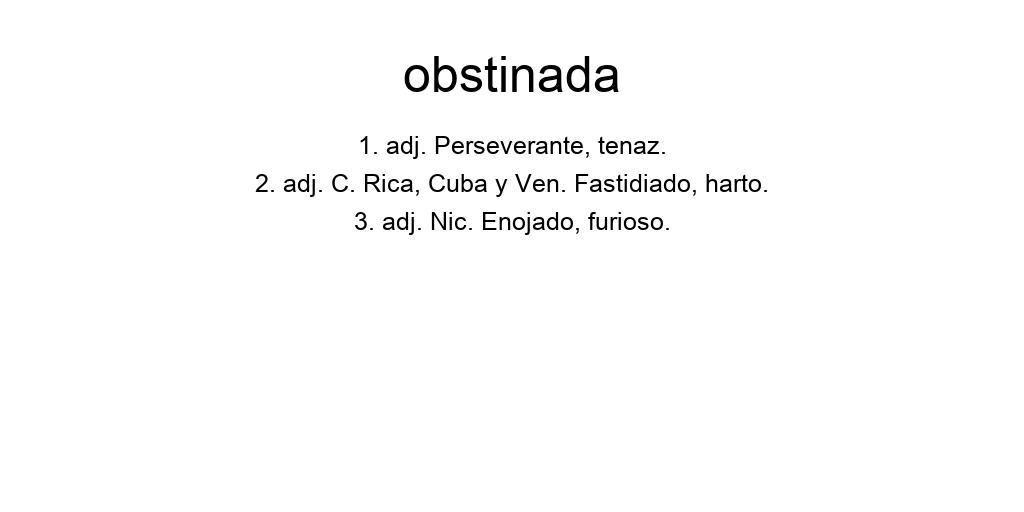 obstinada
1. adj. Perseverante, tenaz.
2. adj. C. Rica, Cuba y Ven. Fastidiado, harto.
3. adj. Nic. Enojado, furioso.